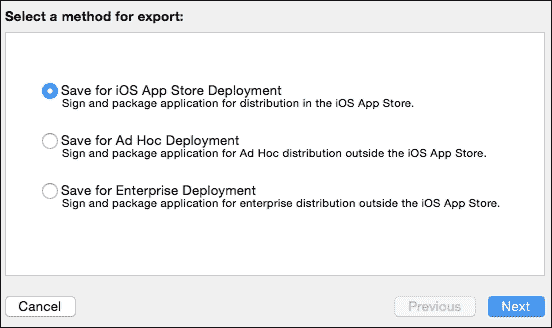 Select a method for export:
Save for iOS App Store Deployment
Sign and package application for distribution in the iOS App Store.
Save for Ad Hoc Deployment
Sign and package application for Ad Hoc distribution outside the iOS App Store.
Save for Enterprise Deployment
Sign and package application for enterprise distribution outside the iOS App Store.
Cancel Previous Next